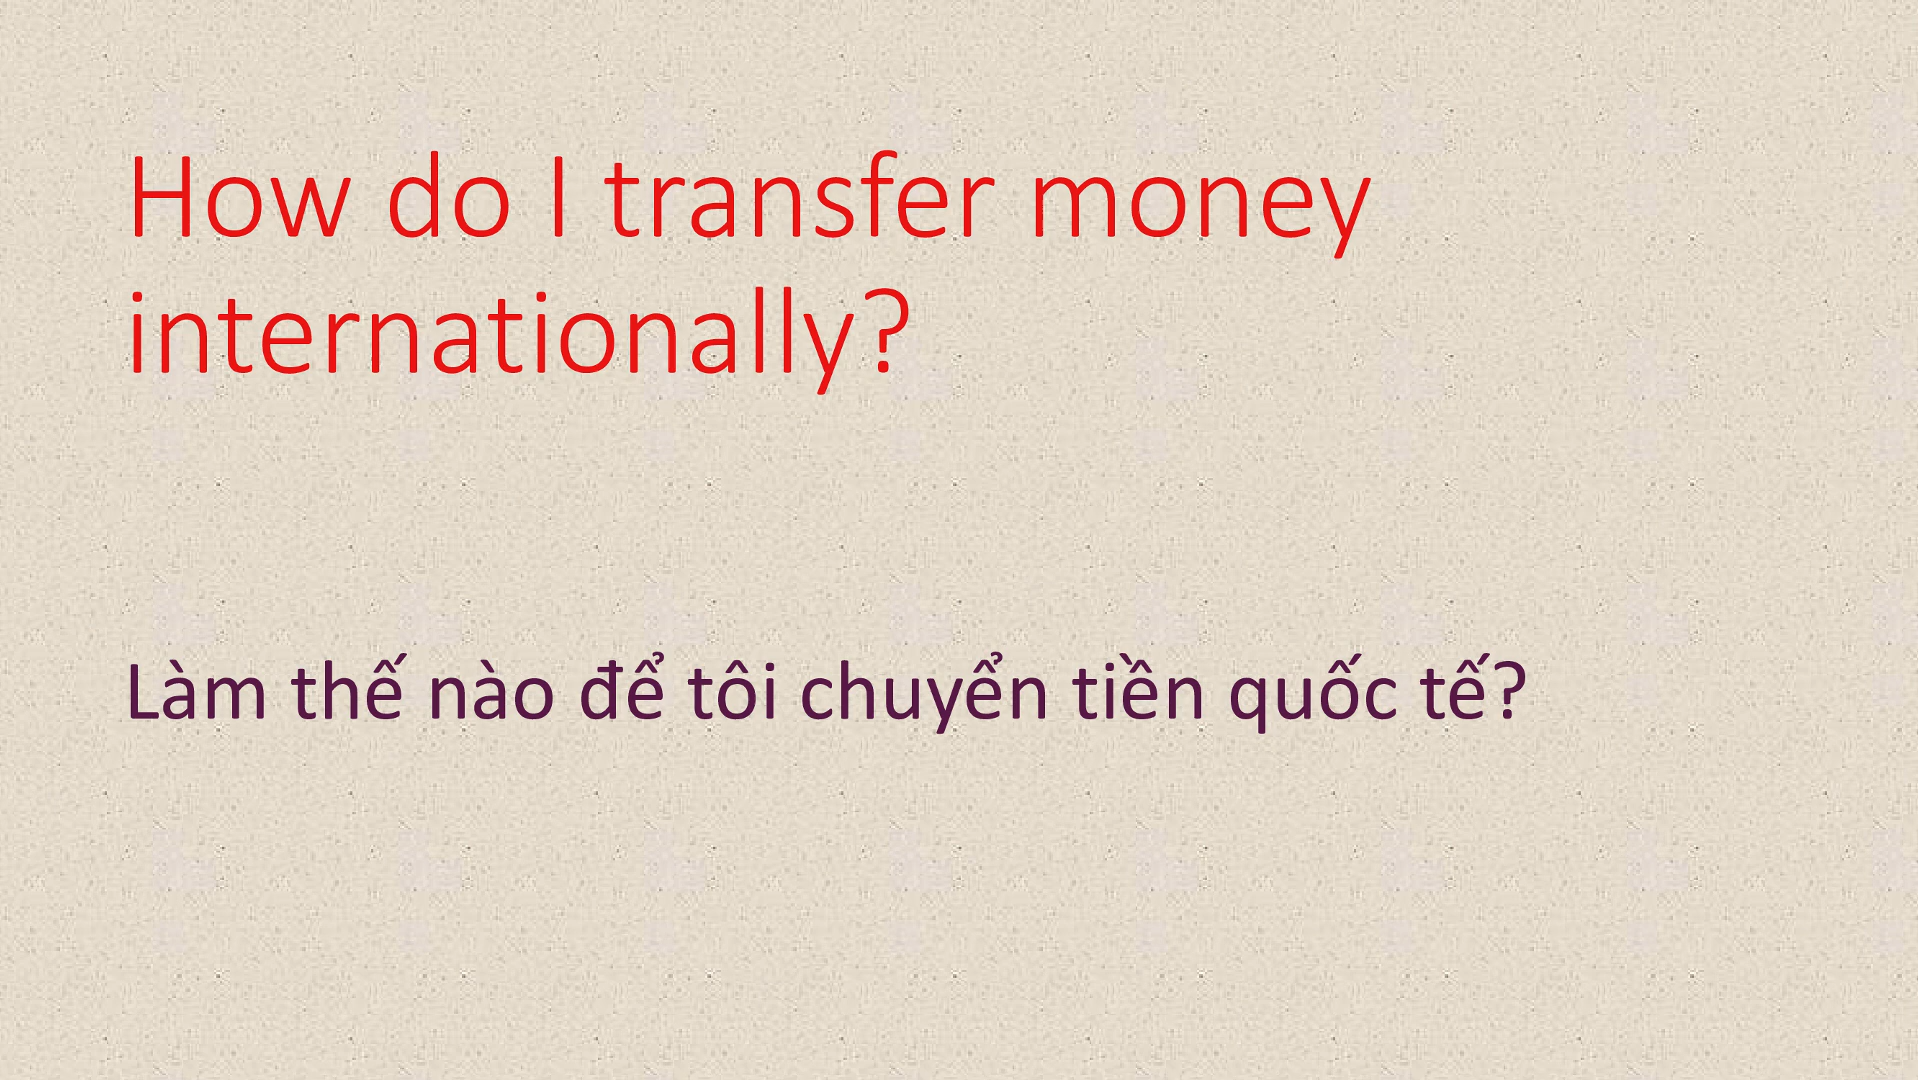 How do I transfer money
internationally?
Làm thế nào để tôi chuyển tiền quốc tế?